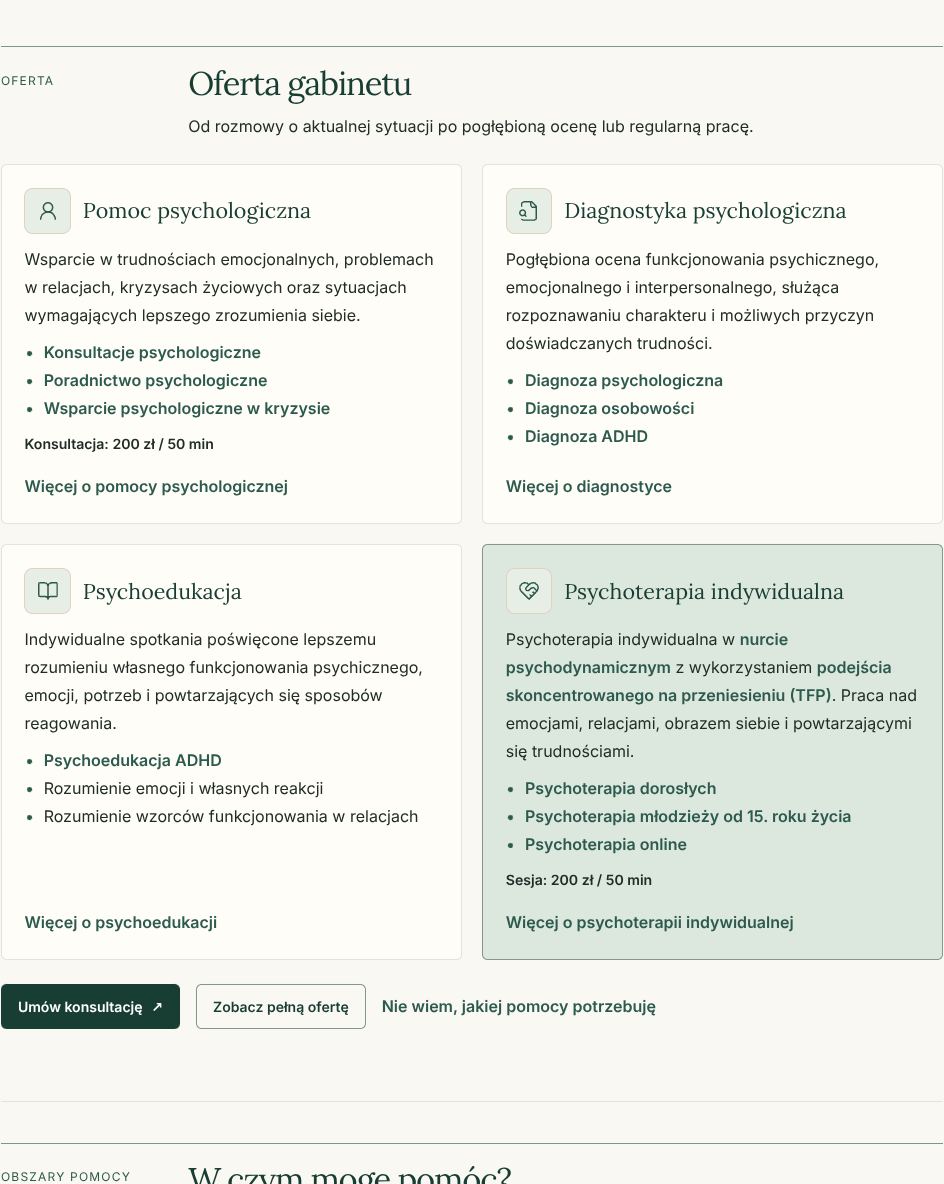 OFERTA
Oferta gabinetu
Od rozmowy o aktualnej sytuacji po pogłębioną ocenę lub regularną pracę.
Pomoc psychologiczna
Wsparcie w trudnościach emocjonalnych, problemach
w relacjach, kryzysach życiowych oraz sytuacjach
wymagających lepszego zrozumienia siebie.
• Konsultacje psychologiczne
• Poradnictwo psychologiczne
• Wsparcie psychologiczne w kryzysie
Konsultacja: 200 zł / 50 min
Więcej o pomocy psychologicznej
Diagnostyka psychologiczna
Pogłębiona ocena funkcjonowania psychicznego,
emocjonalnego i interpersonalnego, służąca
rozpoznawaniu charakteru i możliwych przyczyn
doświadczanych trudności.
• Diagnoza psychologiczna
• Diagnoza osobowości
• Diagnoza ADHD
Więcej o diagnostyce
Psychoedukacja
Indywidualne spotkania poświęcone lepszemu
rozumieniu własnego funkcjonowania psychicznego,
emocji, potrzeb i powtarzających się sposobów
reagowania.
• Psychoedukacja ADHD
• Rozumienie emocji i własnych reakcji
• Rozumienie wzorców funkcjonowania w relacjach
Więcej o psychoedukacji
Psychoterapia indywidualna
Psychoterapia indywidualna w nurcie
psychodynamicznym z wykorzystaniem podejścia
skoncentrowanego na przeniesieniu (TFP). Praca nad
emocjami, relacjami, obrazem siebie i powtarzającymi
się trudnościami.
• Psychoterapia dorosłych
• Psychoterapia młodzieży od 15. roku życia
• Psychoterapia online
Sesja: 200 zł / 50 min
Więcej o psychoterapii indywidualnej
Umów konsultację ↗
Zobacz pełną ofertę
Nie wiem, jakiej pomocy potrzebuję
OBSZARY POMOCY
W czym mogę pomóc?